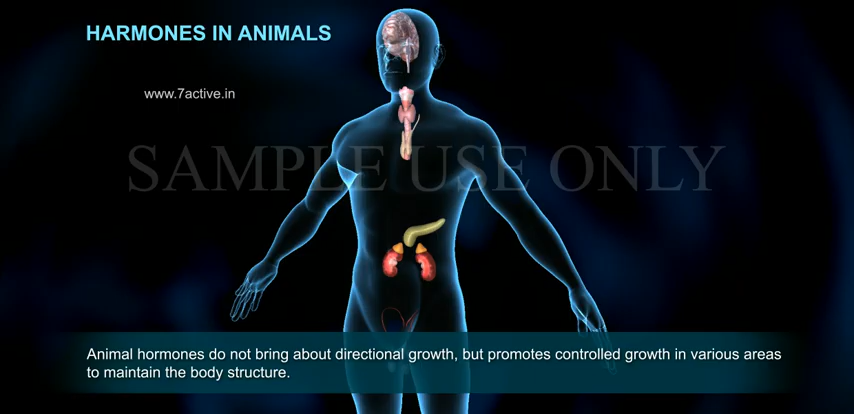 HARMONES IN ANIMALS
www.7active.in
SAMPLE USE ONLY
Animal hormones do not bring about directional growth, but promotes controlled growth in various areas
to maintain the body structure.